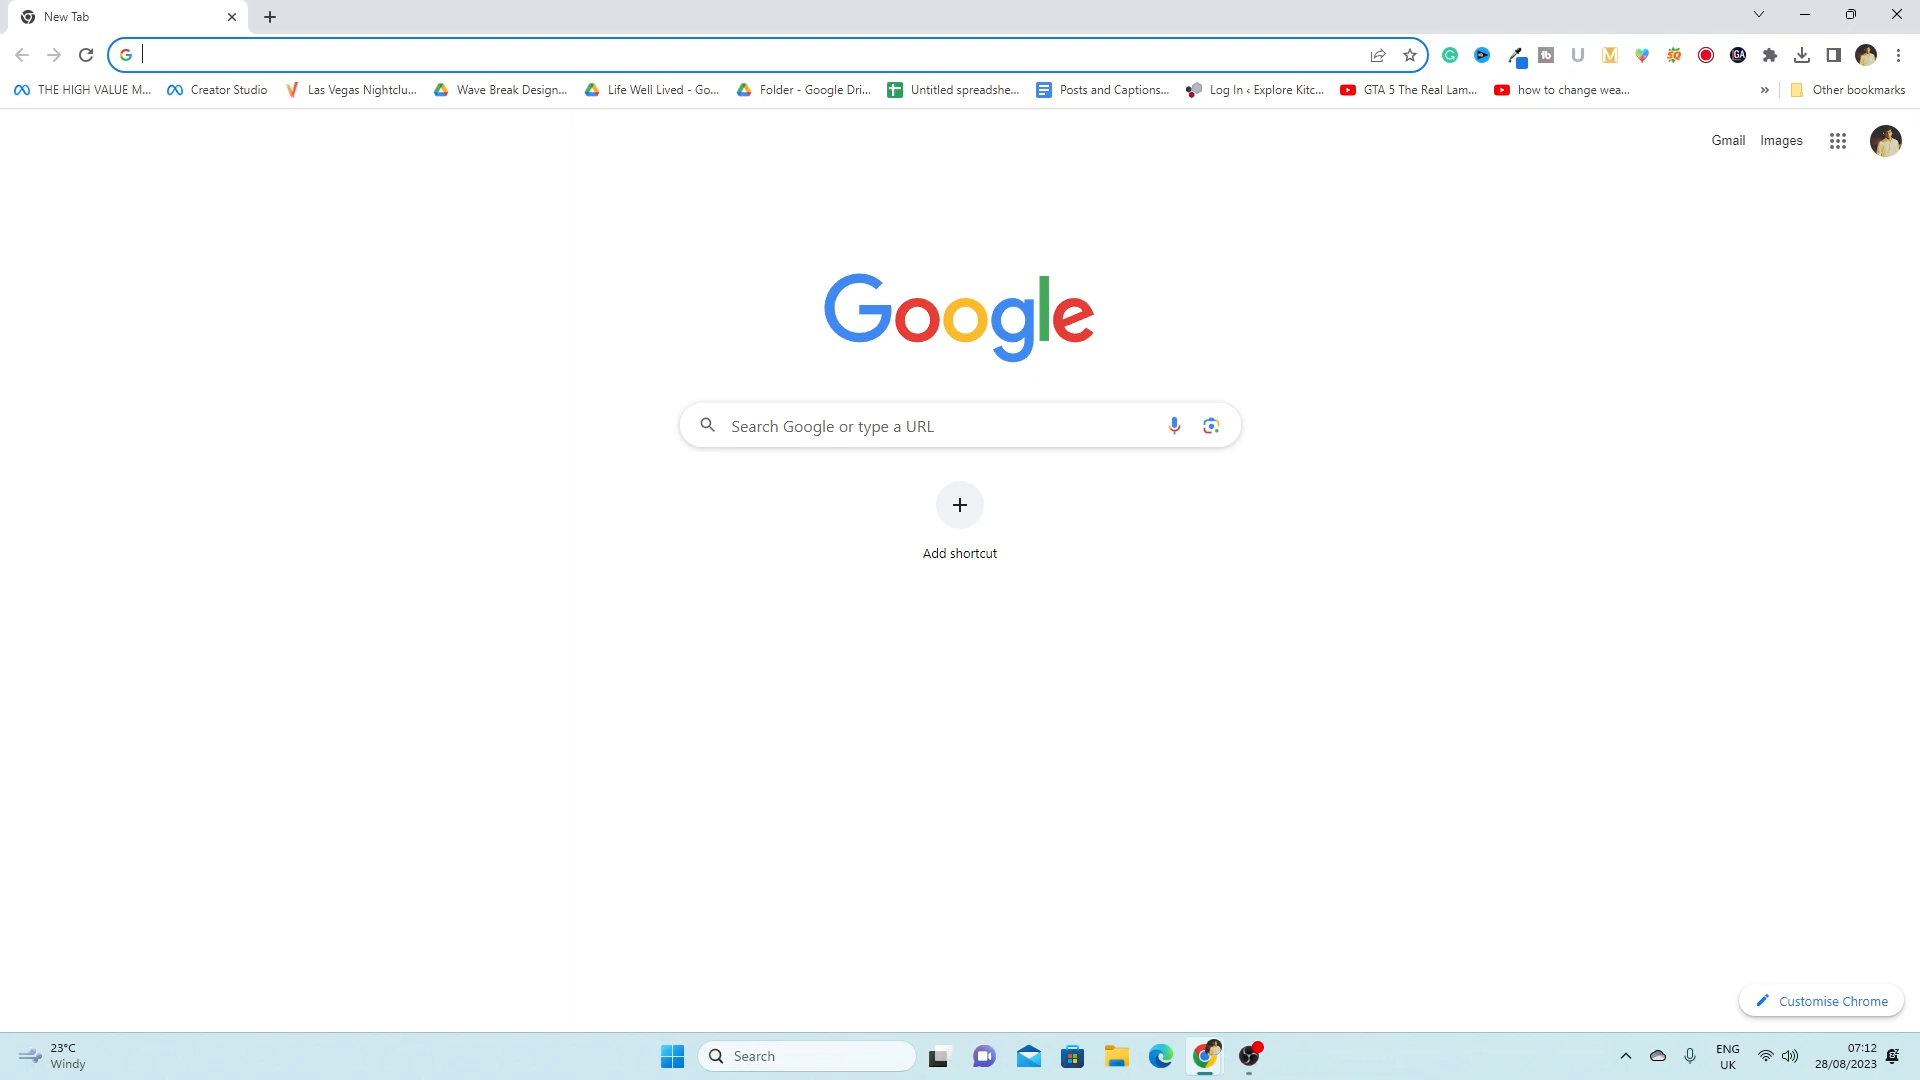 New Tab
THE HIGH VALUE M...
Creator Studio
Las Vegas Nightclu...
Wave Break Design...
Life Well Lived - Go...
Folder - Google Dri...
Untitled spreadshe...
Posts and Captions...
Log In ‹ Explore Kitc...
GTA 5 The Real Lam...
how to change wea...
»
Other bookmarks
Gmail
Images
Google
Search Google or type a URL
Add shortcut
Customise Chrome
23°C
Windy
Search
ENG
UK
07:12
28/08/2023